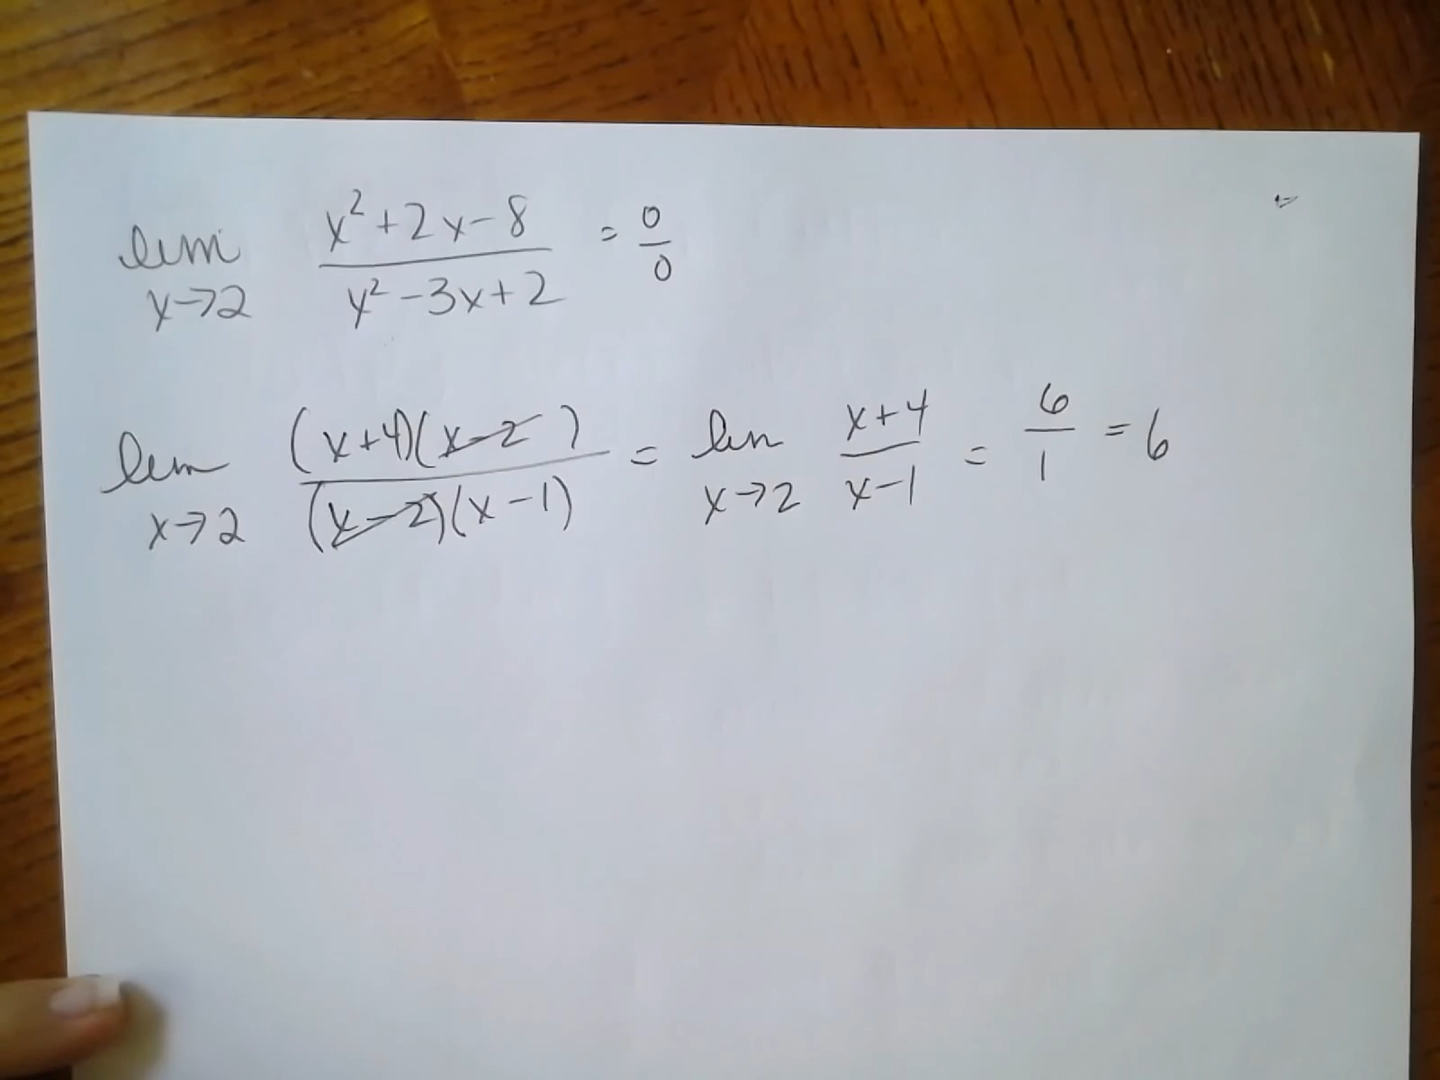 lim x→2 (x² + 2x - 8)/(x² - 3x + 2) = 0/0
lim x→2 (x+4)(x-2)/(x-2)(x-1) = lim x→2 (x+4)/(x-1) = 6/1 = 6